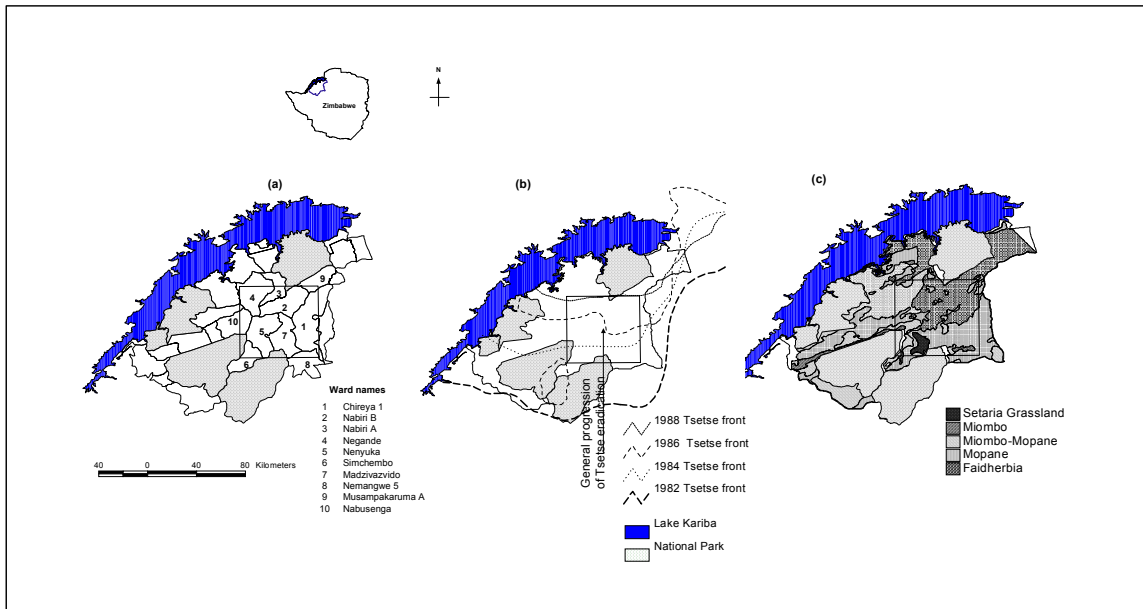 N
Zimbabwe
(a)
(b)
(c)
9
4
3
2
10
5
7
1
6
8
Ward names
1 Chireya 1
2 Nabiri B
3 Nabiri A
4 Negande
5 Nenyuka
6 Simchembo
7 Madzivazvido
8 Nemangwe 5
9 Musampakaruma A
10 Nabusenga
40 0 40 80 Kilometers
General progression
of Tsetse eradication
1988 Tsetse front
1986 Tsetse front
1984 Tsetse front
1982 Tsetse front
Lake Kariba
National Park
Setaria Grassland
Miombo
Miombo-Mopane
Mopane
Faidherbia